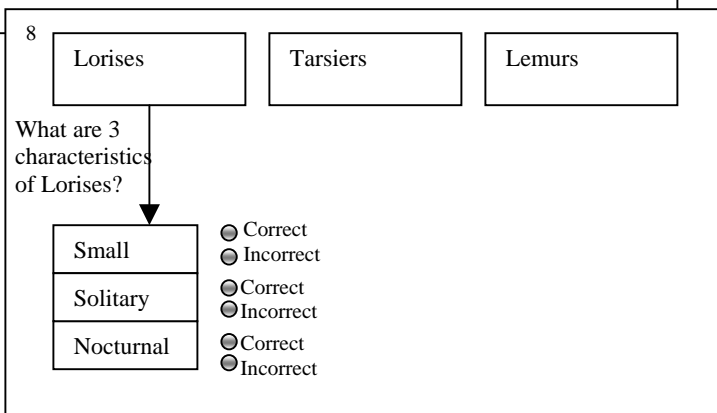 8
Lorises
Tarsiers
Lemurs
What are 3
characteristics
of Lorises?
Small
Correct
Incorrect
Solitary
Correct
Incorrect
Nocturnal
Correct
Incorrect